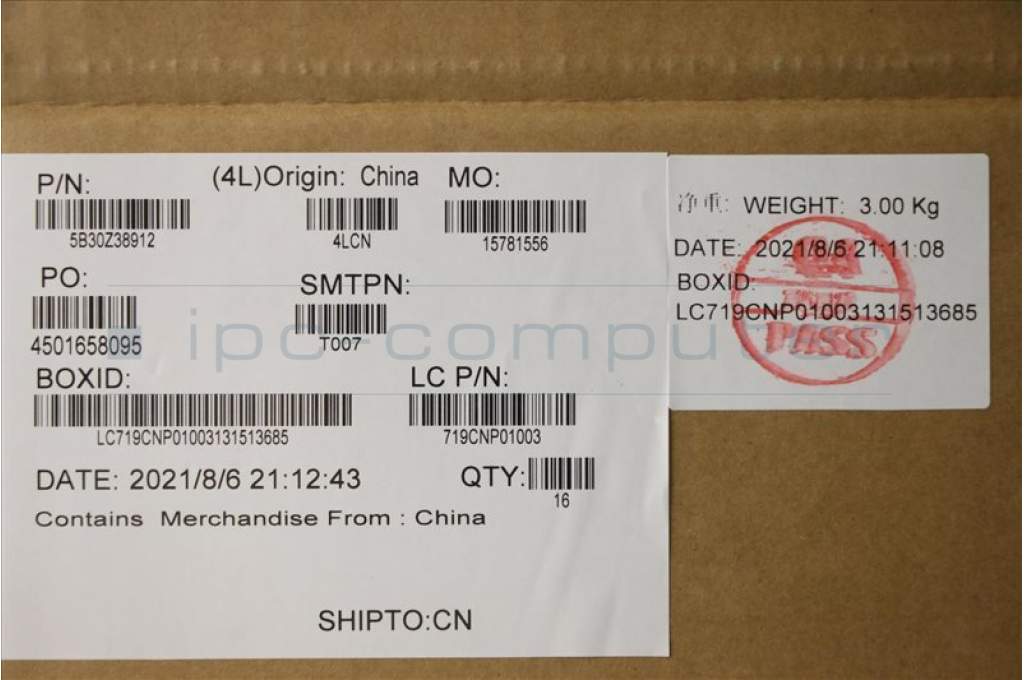 P/N:
5B30Z38912
(4L)Origin: China
4LCN
MO:
15781556
PO:
4501658095
SMTPN:
T007
BOXID:
LC719CNP01003131513685
LC P/N:
719CNP01003
DATE: 2021/8/6 21:12:43
QTY:
16
Contains Merchandise From : China
SHIPTO:CN
净重: WEIGHT: 3.00 Kg
DATE: 2021/8/6 21:11:08
BOXID:
LC719CNP01003131513685
PASS
ipc-computer